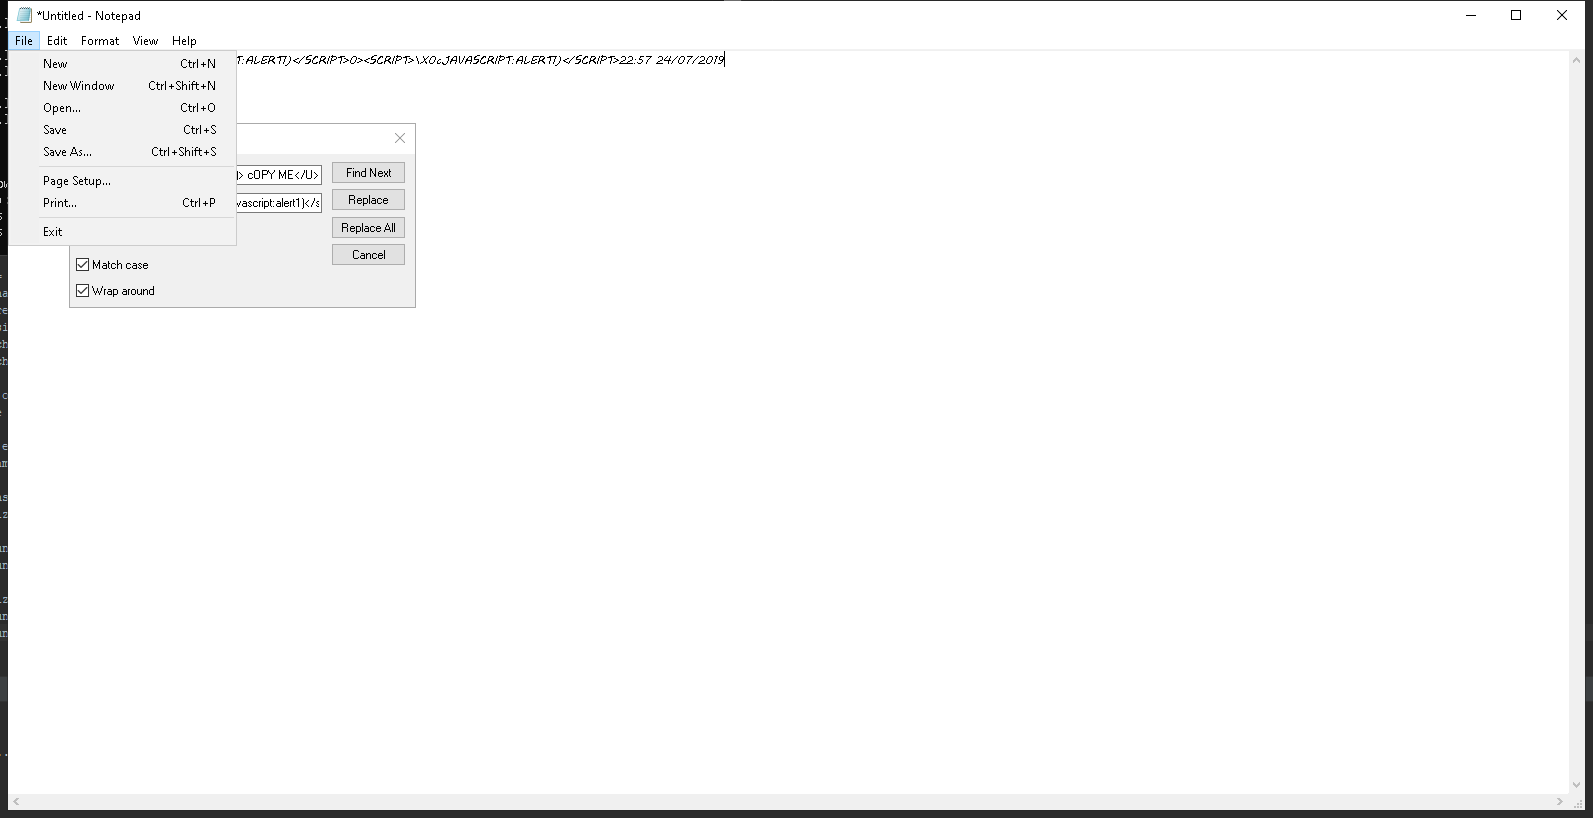 *Untitled - Notepad
File Edit Format View Help
T:ALERT1)</SCRIPT>0><SCRIPT>\X0cJAVASCRIPT:ALERT1)</SCRIPT>22:57 24/07/2019
New Ctrl+N
New Window Ctrl+Shift+N
Open... Ctrl+O
Save Ctrl+S
Save As... Ctrl+Shift+S
Page Setup...
Print... Ctrl+P
Exit
> cOPY ME</U> Find Next
vascript:alert1)</s Replace
Replace All
Cancel
Match case
Wrap around